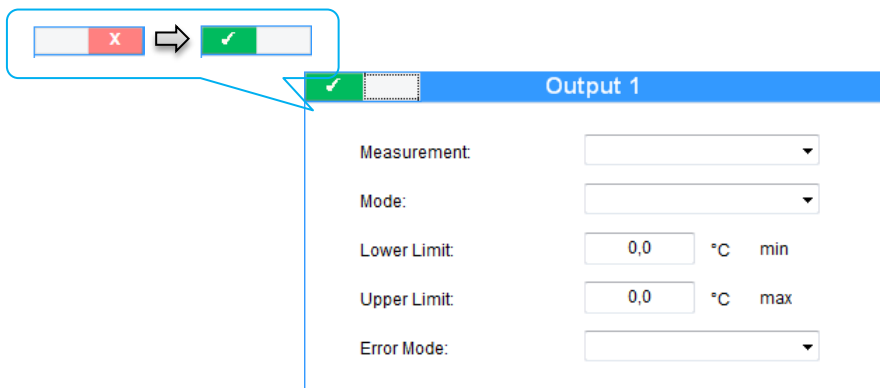 X ✓
✓ Output 1
Measurement:
Mode:
Lower Limit: 0,0 °C min
Upper Limit: 0,0 °C max
Error Mode: